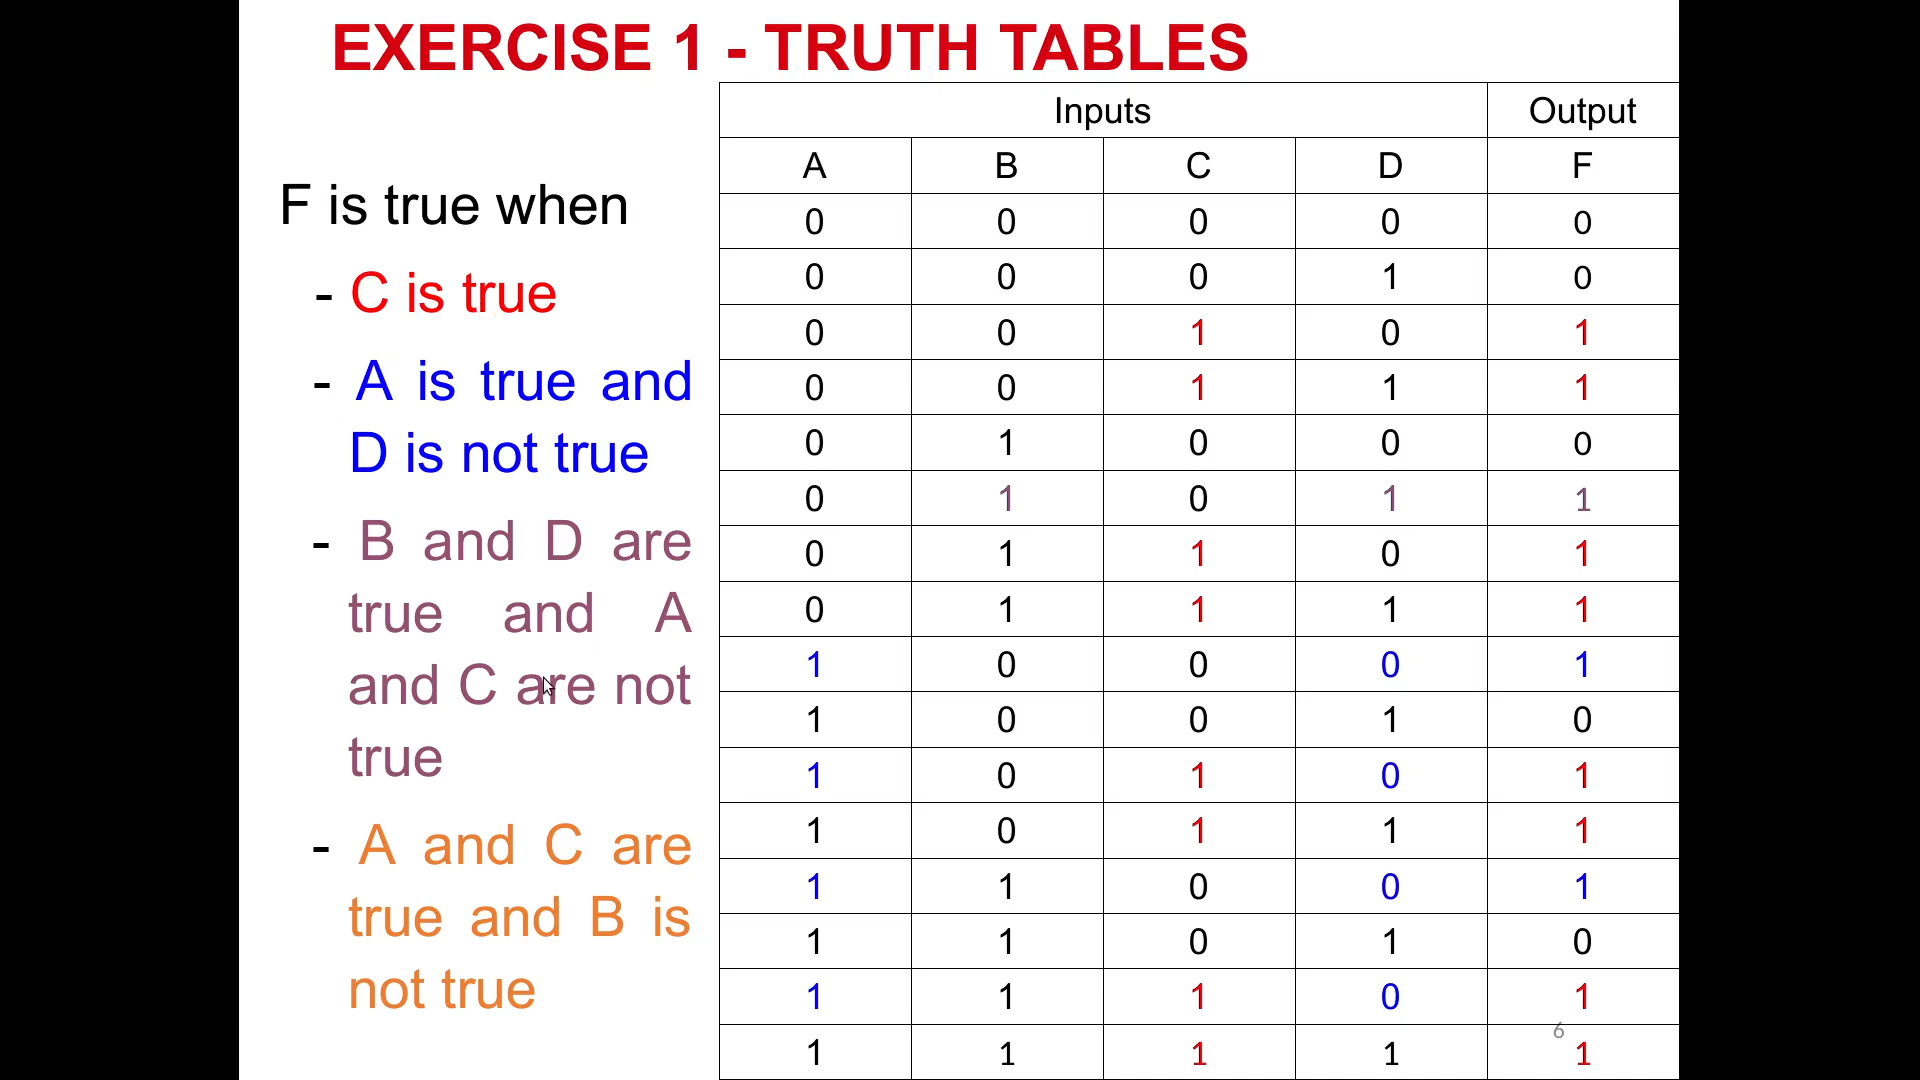 EXERCISE 1 - TRUTH TABLES
F is true when
- C is true
- A is true and
D is not true
- B and D are
true and A
and C are not
true
- A and C are
true and B is
not true
Inputs Output
A B C D F
0 0 0 0 0
0 0 0 1 0
0 0 1 0 1
0 0 1 1 1
0 1 0 0 0
0 1 0 1 1
0 1 1 0 1
0 1 1 1 1
1 0 0 0 1
1 0 0 1 0
1 0 1 0 1
1 0 1 1 1
1 1 0 0 1
1 1 0 1 0
1 1 1 0 1
1 1 1 1 1
6